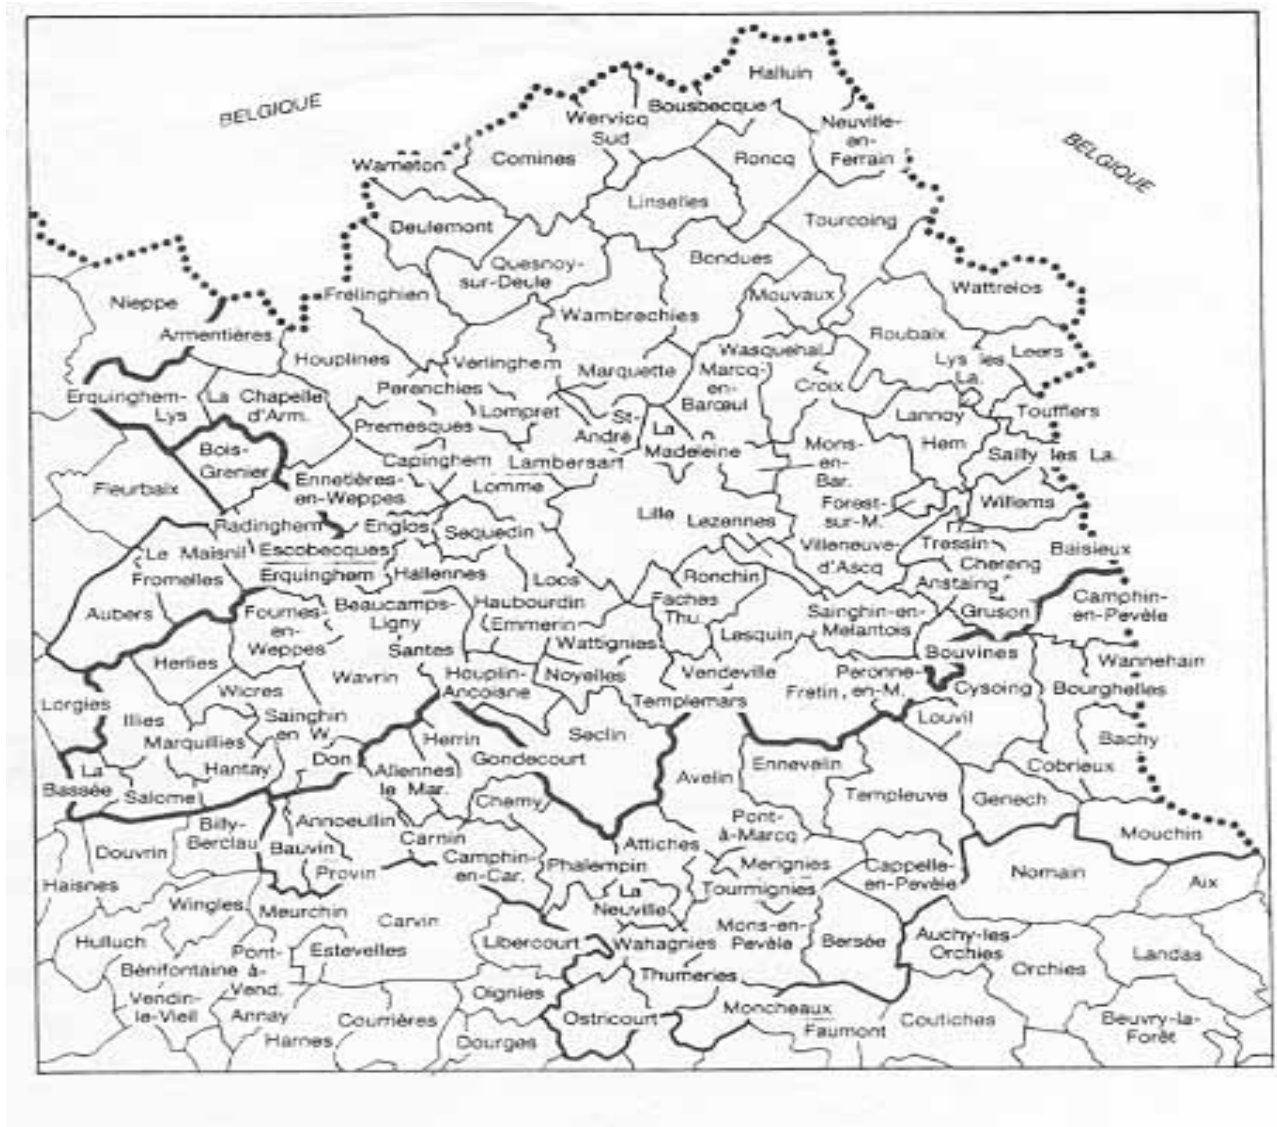 BELGIQUE
BELGIQUE
Halluin
Bousbecque
Wervicq
Sud
Neuville-
en-
Ferrain
Comines
Roncq
Warneton
Linselles
Tourcoing
Deulemont
Quesnoy-
sur-Deule
Bondues
Wattrelos
Nieppe
Frelinghien
Mouvaux
Wambrechies
Armentières
Roubaix
Houplines
Verlinghem
Wasquehal
Lys les
La.
Leers
Marquette
Marcq-
en-
Barœul
Croix
Perenchies
Erquinghem-
Lys
La Chapelle
d'Arm.
Lompret
Lannoy
Toufflers
Premesques
St-
André
La
Madeleine
Mons-
en-
Bar.
Hem
Sailly les La.
Bois-
Grenier
Capinghem
Lambersart
Fleurbaix
Ennetières-
en-Weppes
Lomme
Forest-
sur-M.
Willems
Lille
Lezennes
Radinghem
Englos
Sequedin
Villeneuve-
d'Ascq
Tressin
Baisieux
Le Maisnil
Escobecques
Chereng
Fromelles
Erquinghem
Hallennes
Loos
Ronchin
Anstaing
Aubers
Fournes-
en-
Weppes
Beaucamps-
Ligny
Haubourdin
Emmerin
Faches
Thu.
Sainghin-en-
Melantois
Gruson
Camphin-
en-Pevèle
Wattignies
Lesquin
Santes
Bouvines
Herlies
Wavrin
Houplin-
Ancoisne
Noyelles
Vendeville
Peronne-
en-M.
Fretin
Wannehain
Cysoing
Bourghelles
Wicres
Templemars
Lorgies
Illies
Sainghin
en W.
Louvil
Marquillies
Herrin
Seclin
Bachy
Hantay
Don
Gondecourt
Ennevelin
Cobrieux
La
Bassée
Allennes
le Mar.
Avelin
Salome
Chemy
Templeuve
Genech
Billy-
Berclau
Annoeullin
Pont-
à-Marcq
Carnin
Attiches
Mouchin
Douvrin
Bauvin
Camphin-
en-Car.
Phalempin
Merignies
Cappelle-
en-Pevèle
Provin
Nomain
Haisnes
La
Neuville
Tourmignies
Aix
Wingles
Meurchin
Carvin
Mons-en-
Pevèle
Bersée
Auchy-les-
Orchies
Hulluch
Pont-
à-
Vend.
Estevelles
Libercourt
Wahagnies
Landas
Bénifontaine
Thumeries
Orchies
Vendin-
le-Vieil
Oignies
Moncheaux
Annay
Courrières
Ostricourt
Faumont
Coutiches
Beuvry-la-
Forêt
Harnes
Dourges